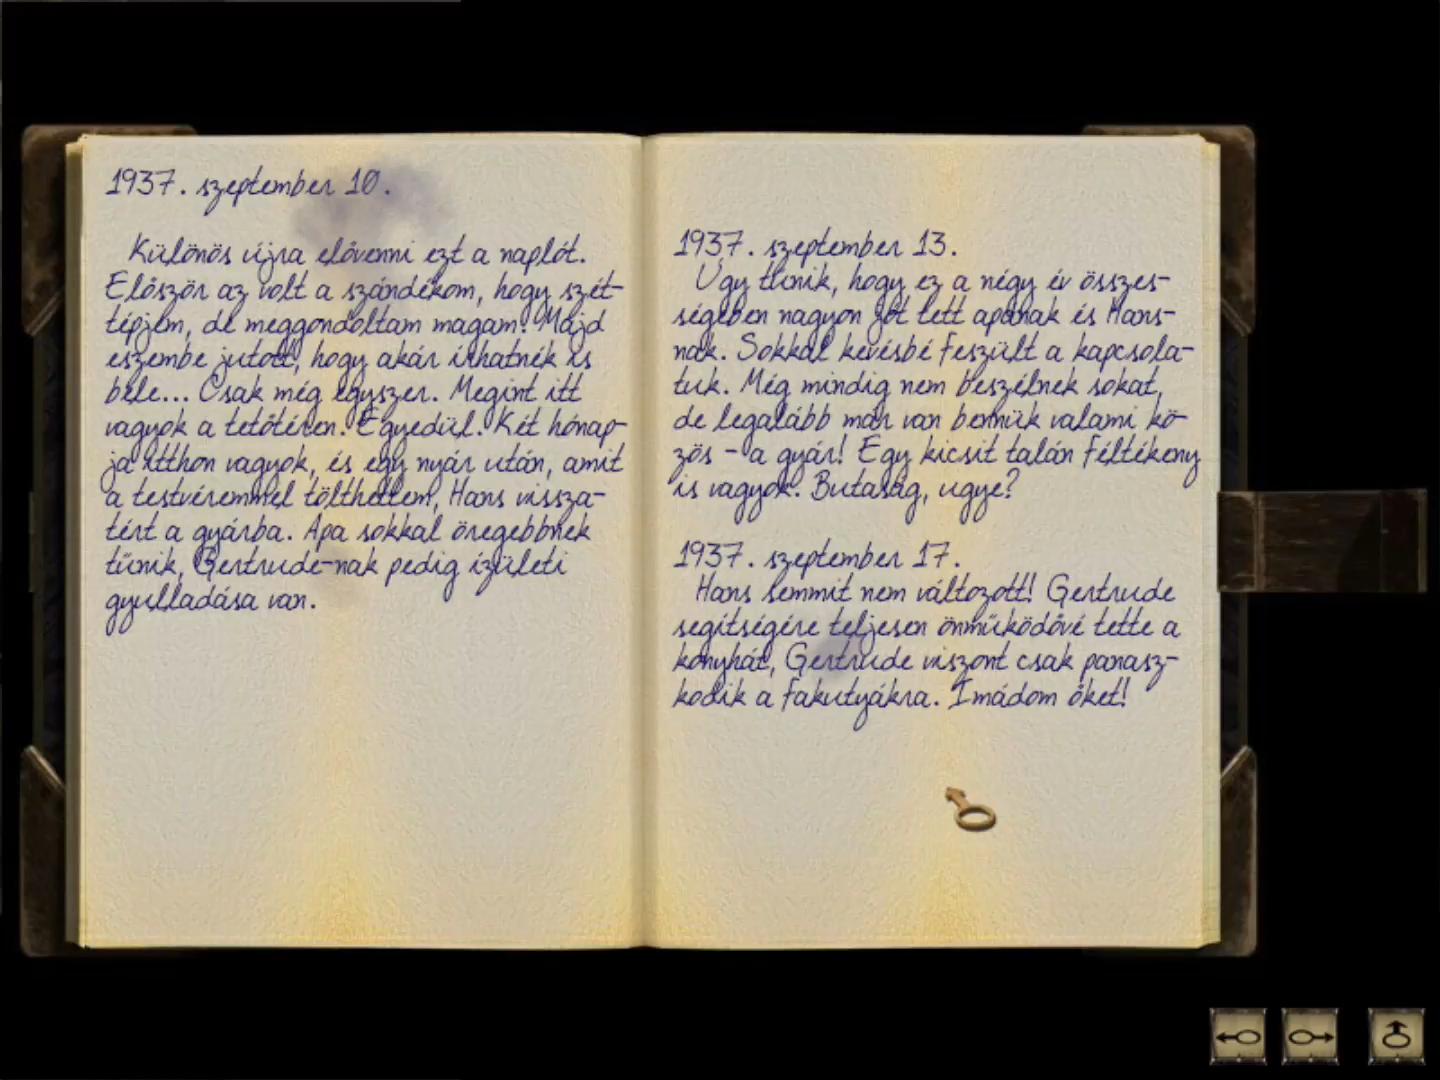 1937. szeptember 10.
Különös újra elővenni ezt a naplót.
Először az volt a szándékom, hogy szét-
tépjem, de meggondoltam magam. Majd
eszembe jutott, hogy akár írhatnék is
bele... Csak még egyszer. Megint itt
vagyok a tetőtéren. Egyedül. Két hónap-
ja itthon vagyok, és egy nyár után, amit
a testvéremmel tölthettem, Hans vissza-
tért a gyárba. Apa sokkal öregebbnek
tűnik, Gertrude-nak pedig ízületi
gyulladása van.
1937. szeptember 13.
Úgy tűnik, hogy ez a négy év összes-
ségében nagyon jót tett apának és Hans-
nak. Sokkal kevésbé feszült a kapcsola-
tuk. Még mindig nem beszélnek sokat,
de legalább már van bennük valami kö-
zös - a gyár! Egy kicsit talán féltékeny
is vagyok. Butaság, ugye?
1937. szeptember 17.
Hans semmit nem változott! Gertrude
segítségére teljesen önműködővé tette a
konyhát, Gertrude viszont csak panasz-
kodik a fakutyákra. Imádom őket!